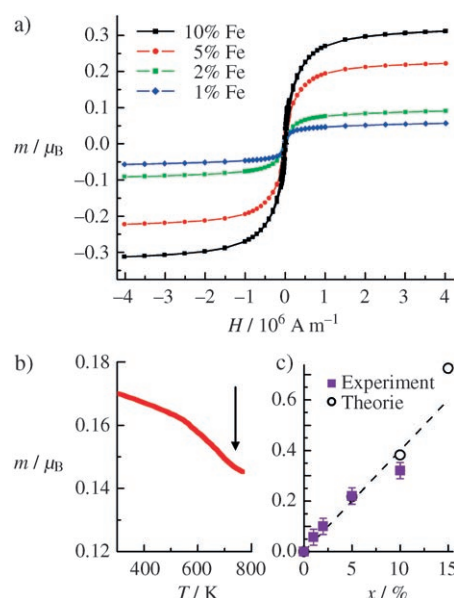 a)
10% Fe
5% Fe
2% Fe
1% Fe
m / μB
0.3
0.2
0.1
0.0
−0.1
−0.2
−0.3
−4 −3 −2 −1 0 1 2 3 4
H / 10⁶ A m⁻¹
b)
m / μB
0.18
0.16
0.14
0.12
400 600 800
T / K
c)
Experiment
Theorie
0.6
0.4
0.2
0.0
0 5 10 15
x / %